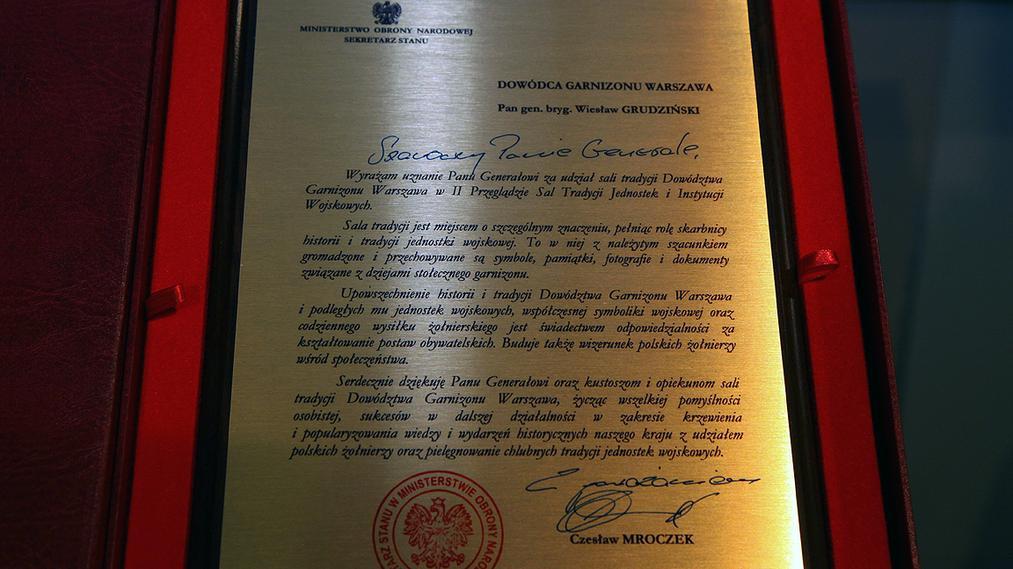 MINISTERSTWO OBRONY NARODOWEJ
SEKRETARZ STANU
DOWÓDCA GARNIZONU WARSZAWA
Pan gen. bryg. Wiesław GRUDZIŃSKI
Szanowny Panie Generale,
Wyrażam uznanie Panu Generałowi za udział sali tradycji Dowództwa
Garnizonu Warszawa w II Przeglądzie Sal Tradycji Jednostek i Instytucji
Wojskowych.
Sala tradycji jest miejscem o szczególnym znaczeniu, pełniąc rolę skarbnicy
historii i tradycji jednostki wojskowej. To w niej z należytym szacunkiem
gromadzone i przechowywane są symbole, pamiątki, fotografie i dokumenty
związane z dziejami stołecznego garnizonu.
Upowszechnienie historii i tradycji Dowództwa Garnizonu Warszawa
i podległych mu jednostek wojskowych, współczesnej symboliki wojskowej oraz
codziennego wysiłku żołnierskiego jest świadectwem odpowiedzialności za
kształtowanie postaw obywatelskich. Buduje także wizerunek polskich żołnierzy
wśród społeczeństwa.
Serdecznie dziękuję Panu Generałowi oraz kustoszom i opiekunom sali
tradycji Dowództwa Garnizonu Warszawa, życząc wszelkiej pomyślności
osobistej, sukcesów w dalszej działalności w zakresie krzewienia
i popularyzowania wiedzy i wydarzeń historycznych naszego kraju z udziałem
polskich żołnierzy oraz pielęgnowanie chlubnych tradycji jednostek wojskowych.
Z poważaniem
Czesław MROCZEK
TARZ STANU W MINISTERSTWIE OBRONY NARO